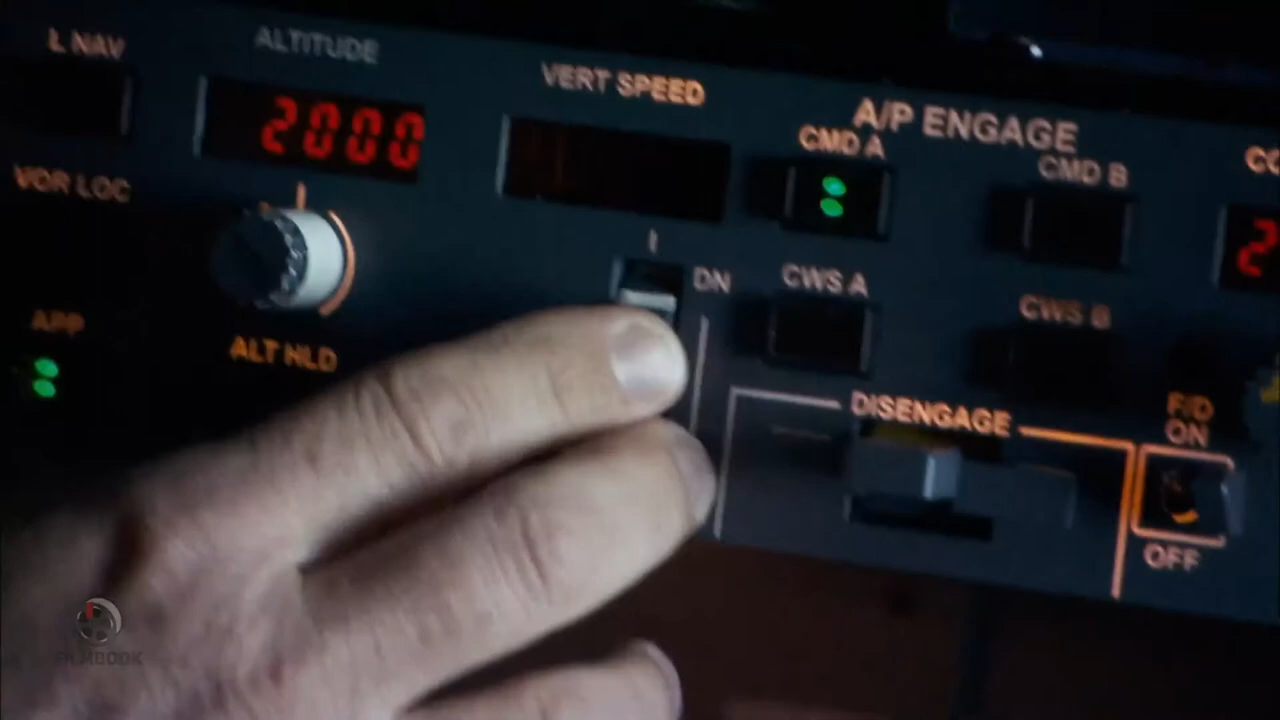 L NAV
ALTITUDE
2000
VERT SPEED
A/P ENGAGE
CMD A
CMD B
VOR LOC
DN
CWS A
CWS B
APP
ALT HLD
DISENGAGE
F/D
ON
OFF
FILMBOOK